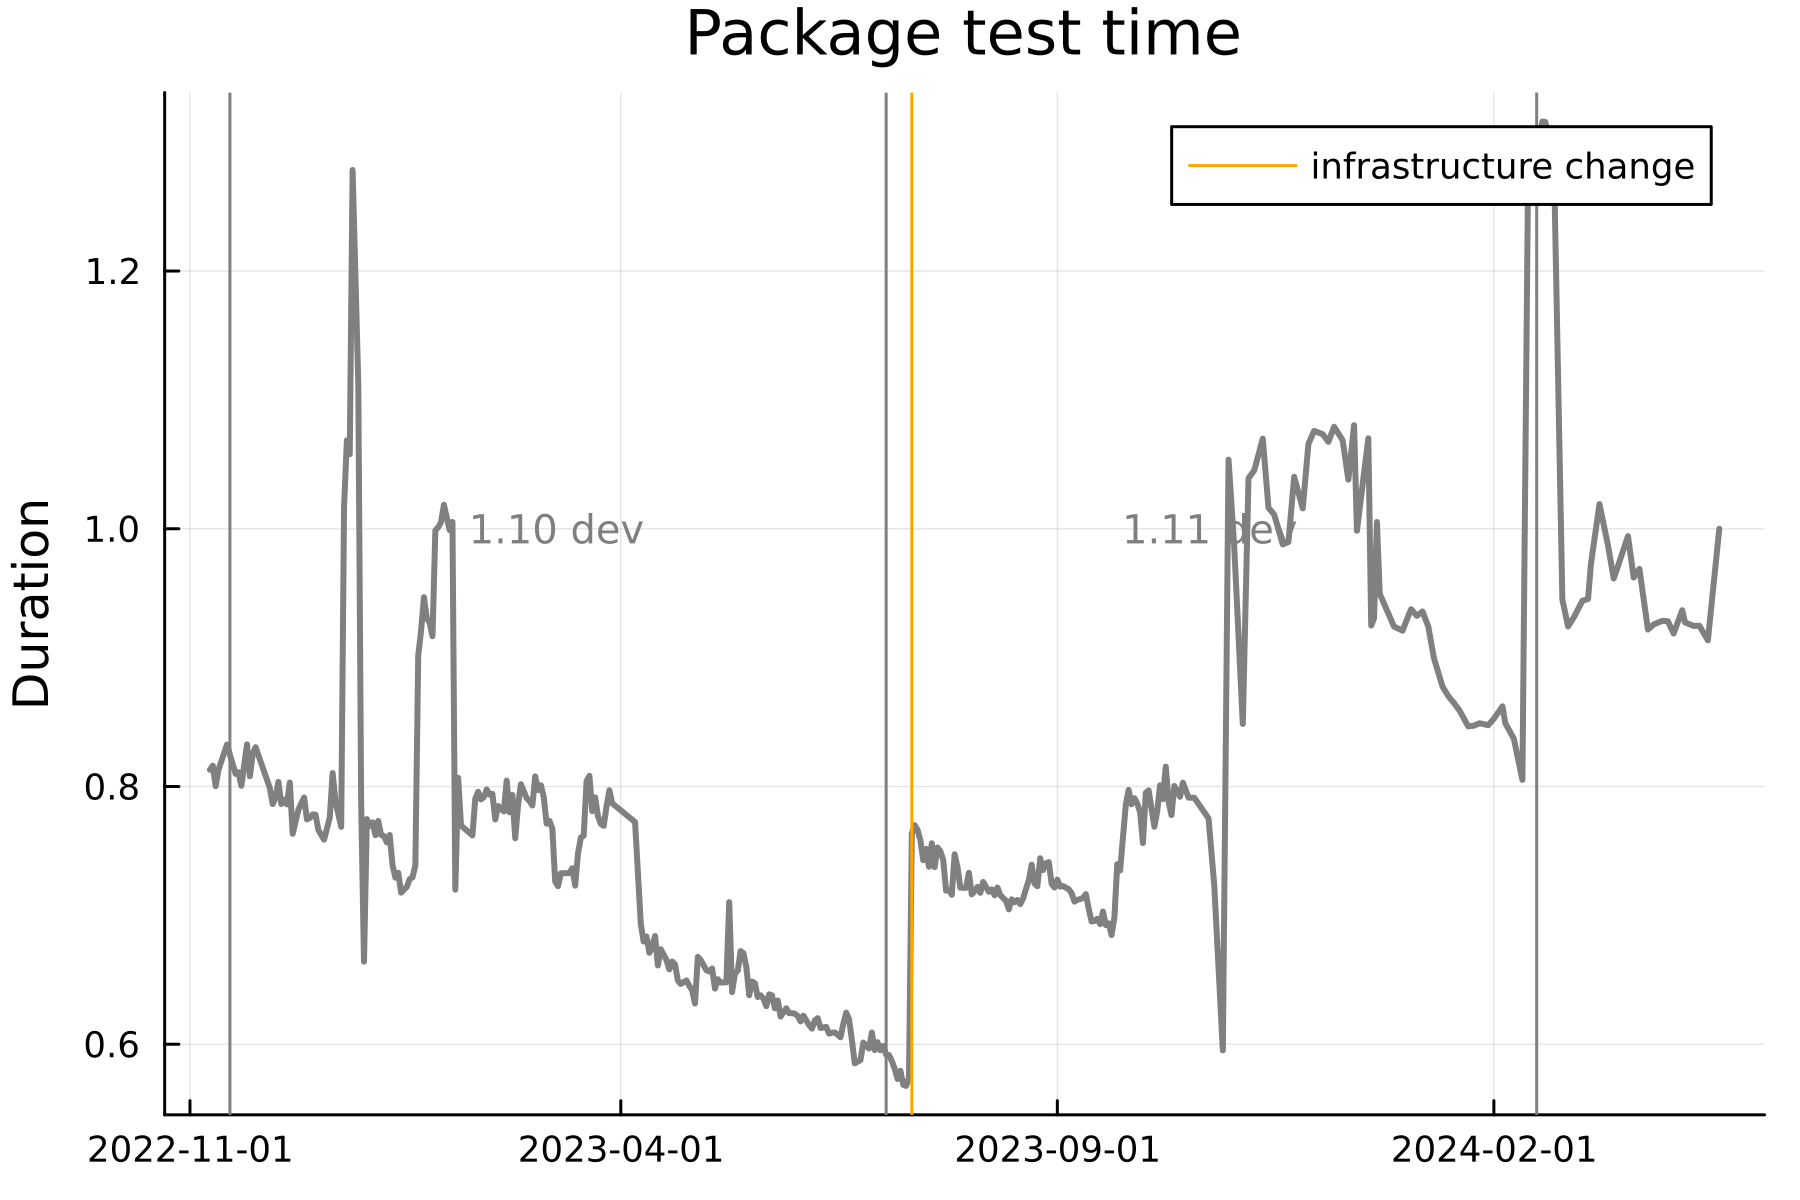 Package test time
infrastructure change
1.2
1.0
0.8
0.6
Duration
1.10 dev
1.11 dev
2022-11-01
2023-04-01
2023-09-01
2024-02-01